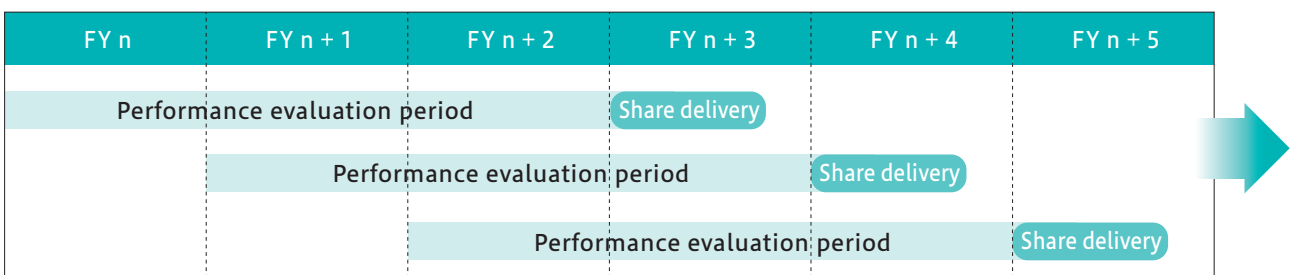 FY n FY n + 1 FY n + 2 FY n + 3 FY n + 4 FY n + 5
Performance evaluation period Share delivery
Performance evaluation period Share delivery
Performance evaluation period Share delivery